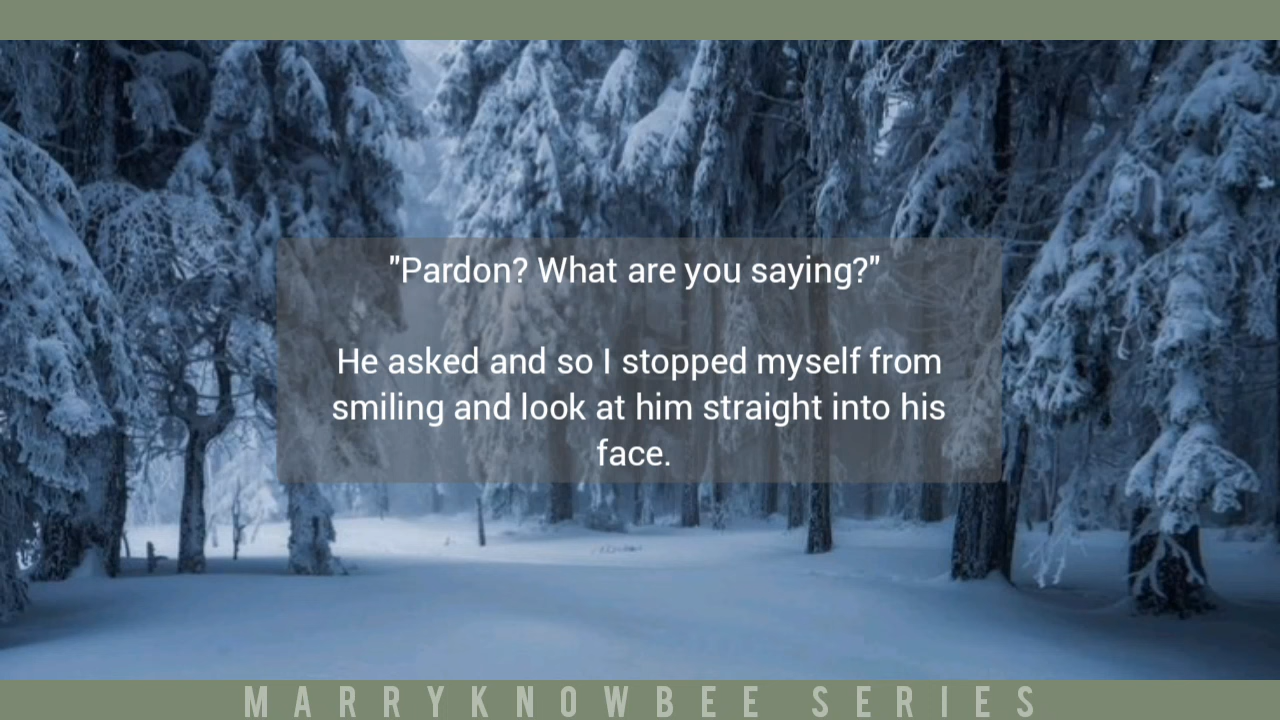 "Pardon? What are you saying?"
He asked and so I stopped myself from
smiling and look at him straight into his
face.
MARRYKNOWBEE SERIES